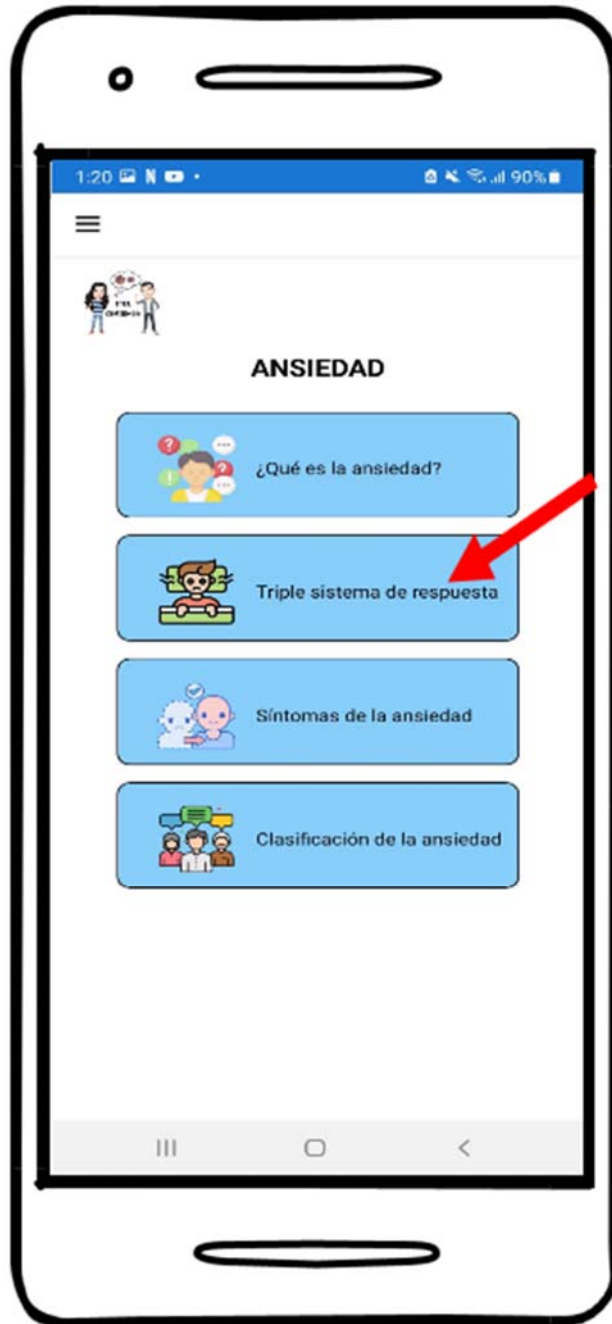 1:20
90%
ANSIEDAD
¿Qué es la ansiedad?
Triple sistema de respuesta
Síntomas de la ansiedad
Clasificación de la ansiedad